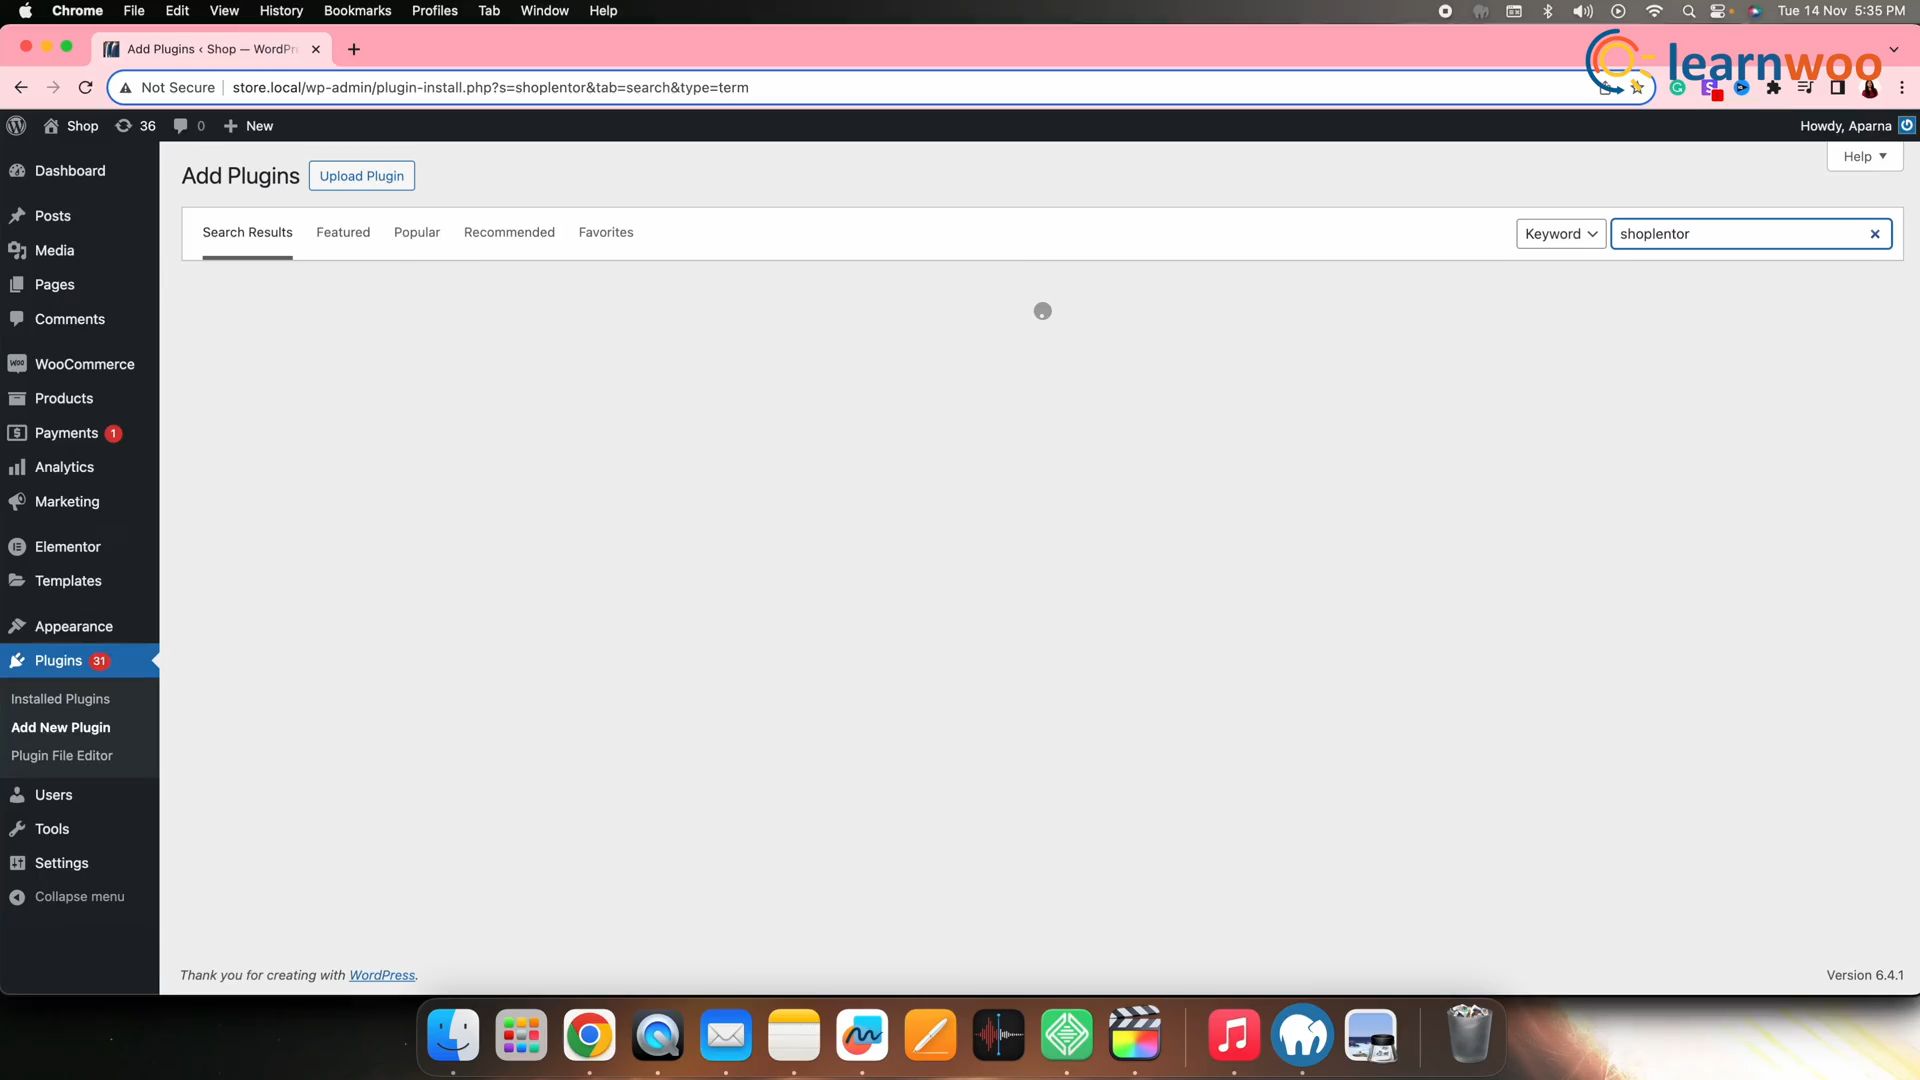 Chrome File Edit View History Bookmarks Profiles Tab Window Help Tue 14 Nov 5:35 PM
Add Plugins ‹ Shop — WordPr
learnwoo
Not Secure store.local/wp-admin/plugin-install.php?s=shoplentor&tab=search&type=term
Shop 36 0 New Howdy, Aparna
Help
Add Plugins Upload Plugin
Search Results Featured Popular Recommended Favorites Keyword shoplentor
Dashboard
Posts
Media
Pages
Comments
WooCommerce
Products
Payments 1
Analytics
Marketing
Elementor
Templates
Appearance
Plugins 31
Installed Plugins
Add New Plugin
Plugin File Editor
Users
Tools
Settings
Collapse menu
Thank you for creating with WordPress. Version 6.4.1